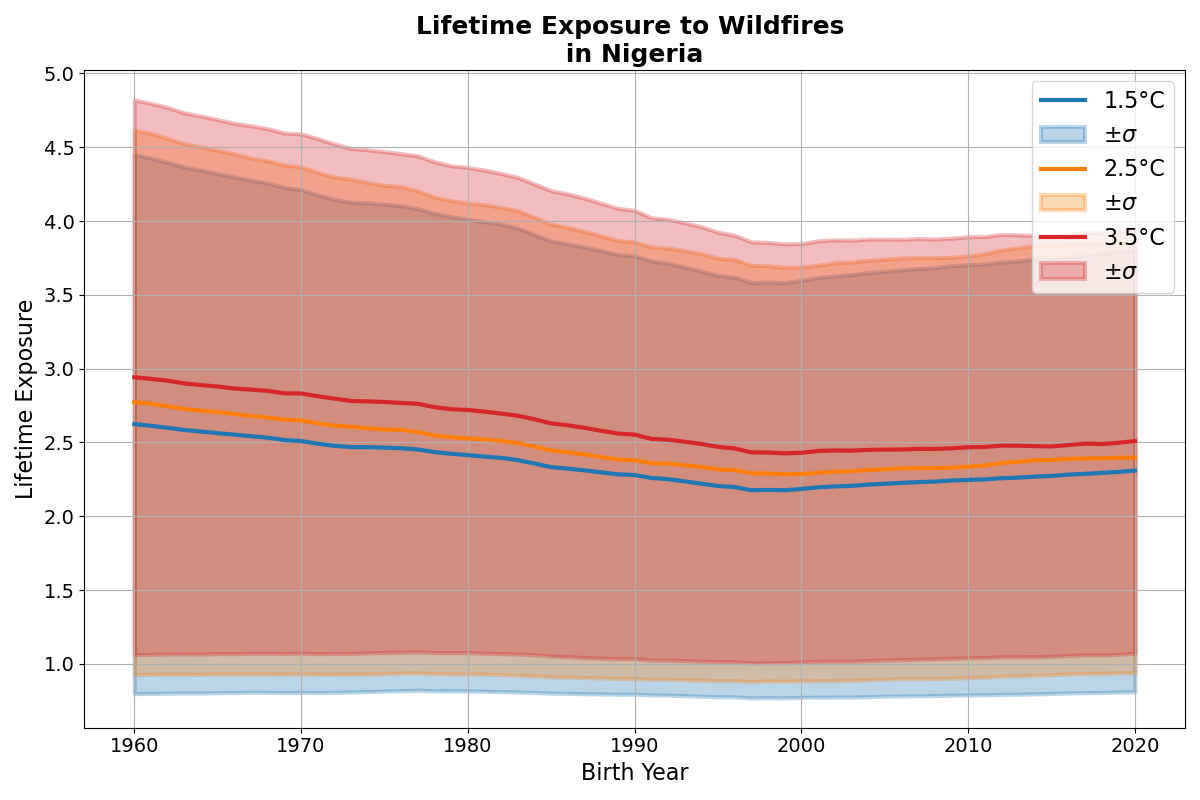 Lifetime Exposure to Wildfires
in Nigeria
5.0
4.5
4.0
3.5
3.0
2.5
2.0
1.5
1.0
Lifetime Exposure
1.5°C
±σ
2.5°C
±σ
3.5°C
±σ
1960 1970 1980 1990 2000 2010 2020
Birth Year